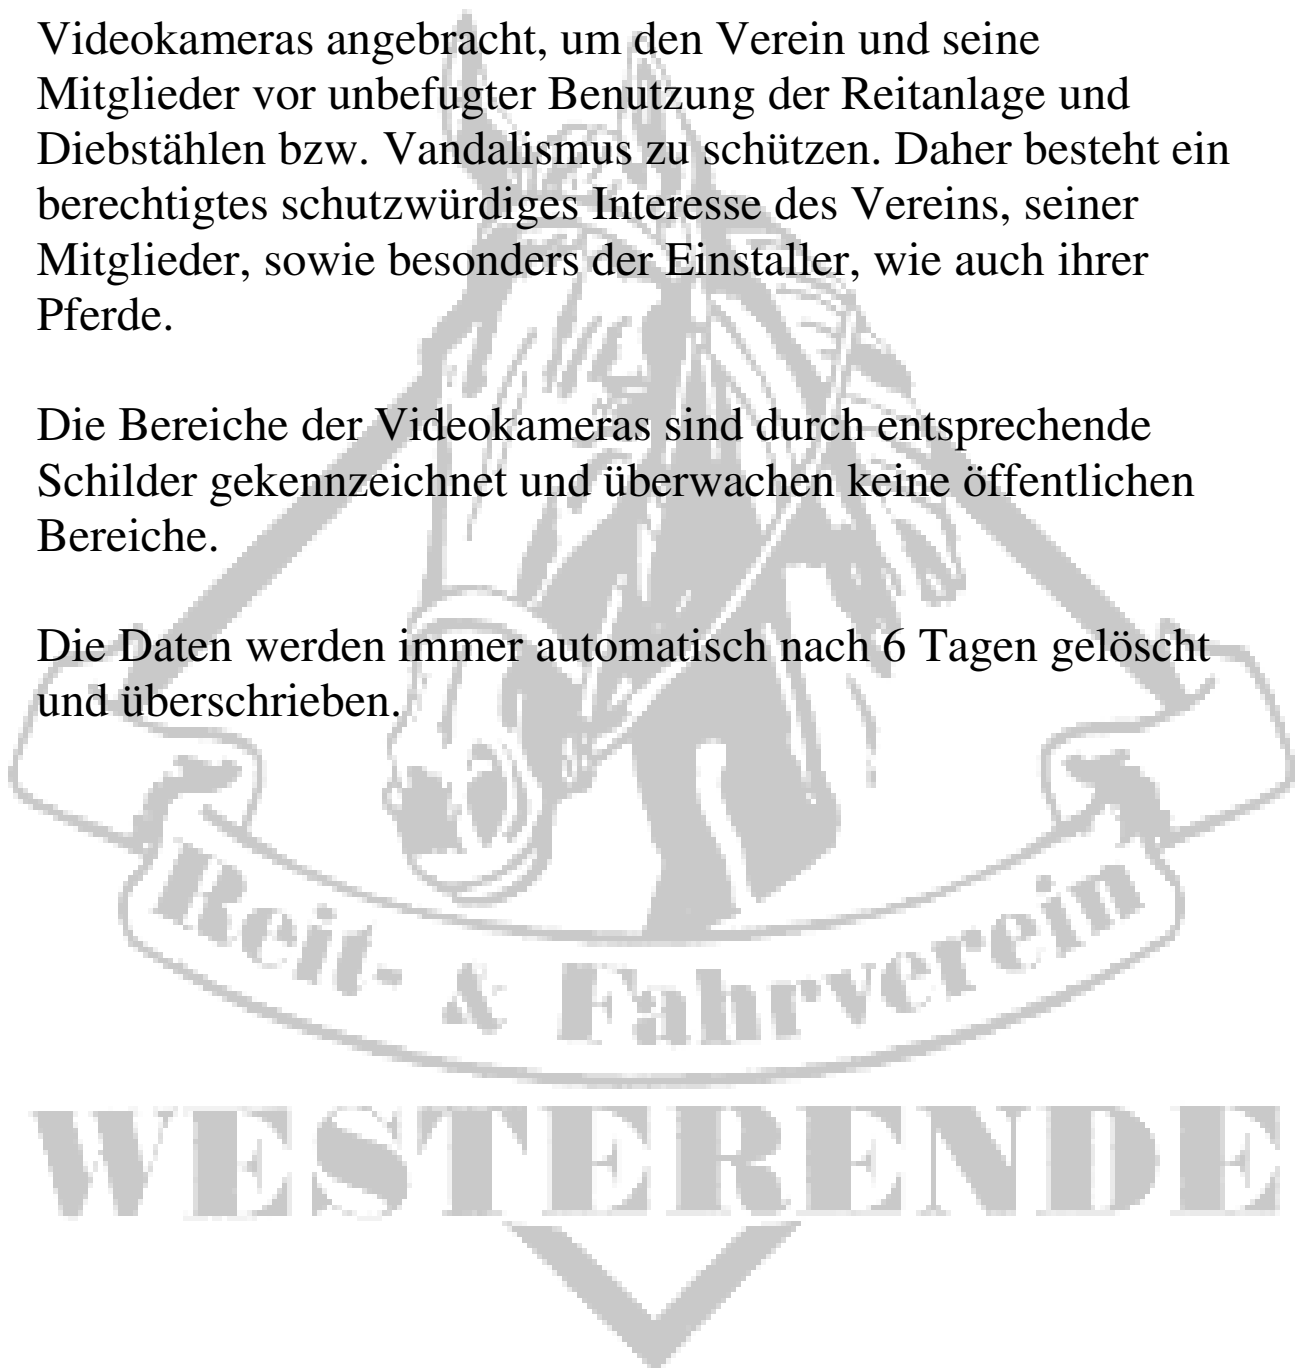 Videokameras angebracht, um den Verein und seine
Mitglieder vor unbefugter Benutzung der Reitanlage und
Diebstählen bzw. Vandalismus zu schützen. Daher besteht ein
berechtigtes schutzwürdiges Interesse des Vereins, seiner
Mitglieder, sowie besonders der Einstaller, wie auch ihrer
Pferde.
Die Bereiche der Videokameras sind durch entsprechende
Schilder gekennzeichnet und überwachen keine öffentlichen
Bereiche.
Die Daten werden immer automatisch nach 6 Tagen gelöscht
und überschrieben.
Reit- & Fahrverein
WESTERENDE